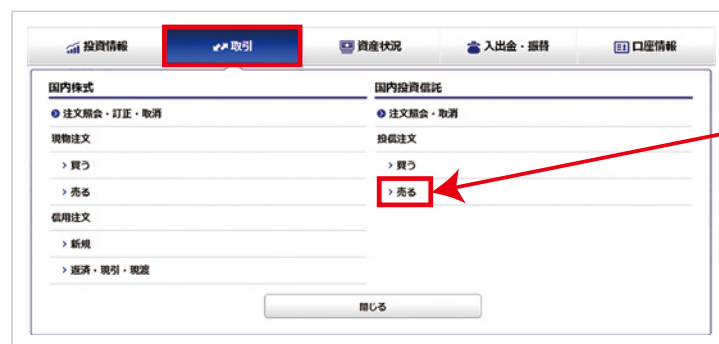 投資情報
取引
資産状況
入出金・振替
口座情報
国内株式
注文照会・訂正・取消
現物注文
買う
売る
信用注文
新規
返済・現引・現渡
国内投資信託
注文照会・取消
投信注文
買う
売る
閉じる